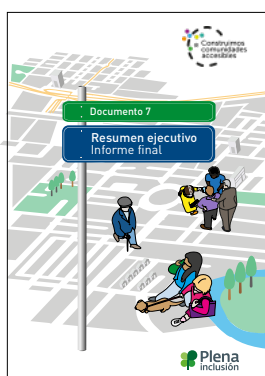 Construimos
comunidades
accesibles
Documento 7
Resumen ejecutivo
Informe final
Plena
inclusión